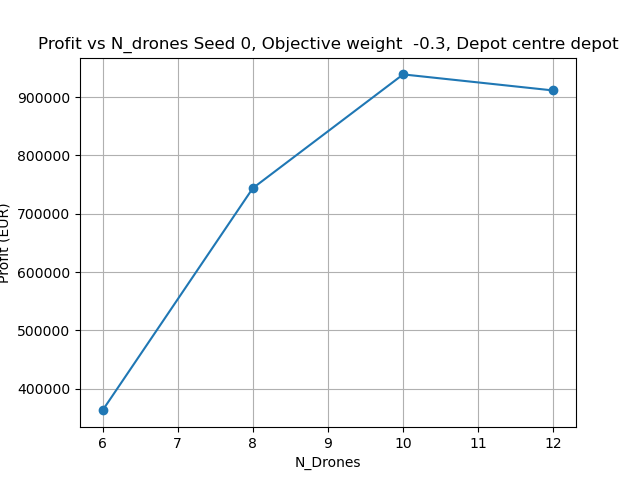 Profit vs N_drones Seed 0, Objective weight  -0.3, Depot centre depot
900000
800000
700000
600000
500000
400000
Profit (EUR)
6 7 8 9 10 11 12
N_Drones